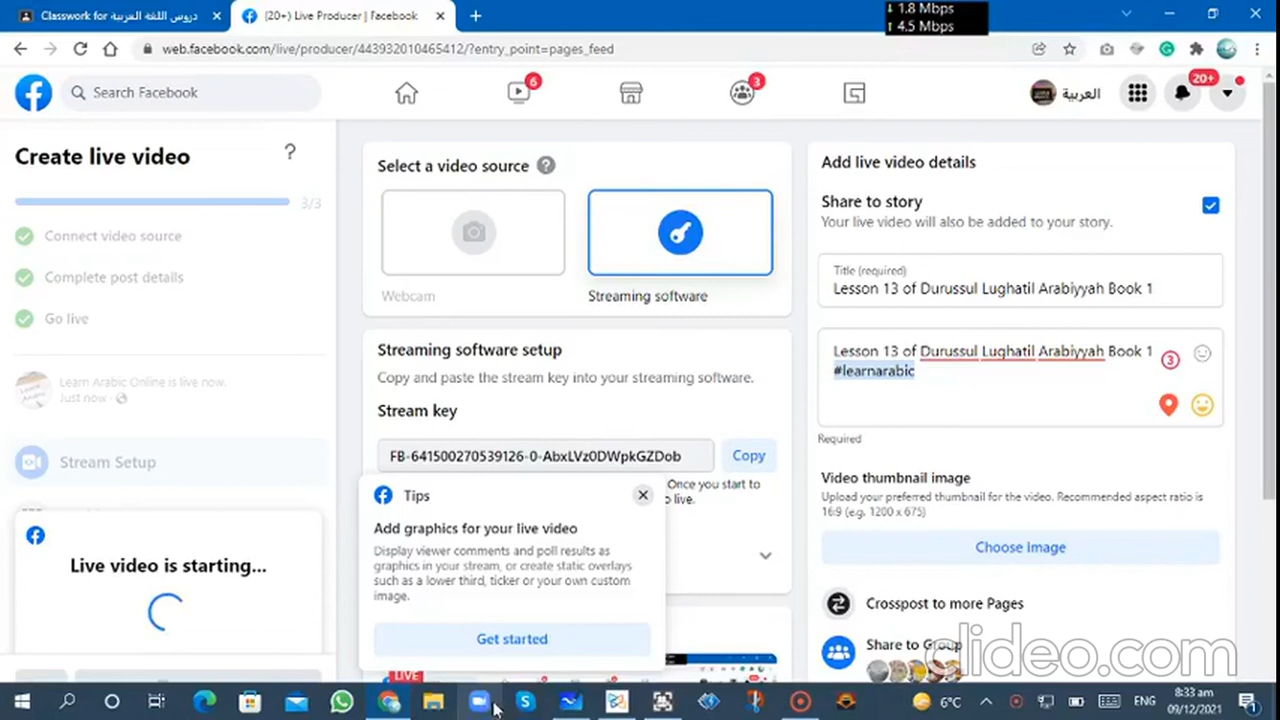 Classwork for دروس اللغة العربية
(20+) Live Producer | Facebook
↓ 1.8 Mbps
↑ 4.5 Mbps
web.facebook.com/live/producer/443932010465412/?entry_point=pages_feed
Search Facebook
6
3
العربية
20+
Create live video
3/3
Connect video source
Complete post details
Go live
Learn Arabic Online is live now.
Just now
Stream Setup
Live video is starting...
Select a video source
Webcam
Streaming software
Streaming software setup
Copy and paste the stream key into your streaming software.
Stream key
FB-641500270539126-0-AbxLVz0DWpkGZDob
Copy
Once you start to
live.
Tips
Add graphics for your live video
Display viewer comments and poll results as
graphics in your stream, or create static overlays
such as a lower third, ticker or your own custom
image.
Get started
LIVE
Add live video details
Share to story
Your live video will also be added to your story.
Title (required)
Lesson 13 of Durussul Lughatil Arabiyyah Book 1
Lesson 13 of Durussul Lughatil Arabiyyah Book 1
#learnarabic
3
Required
Video thumbnail image
Upload your preferred thumbnail for the video. Recommended aspect ratio is
16:9 (e.g. 1200 x 675)
Choose Image
Crosspost to more Pages
Share to Group
clideo.com
6°C
ENG
8:33 am
09/12/2021